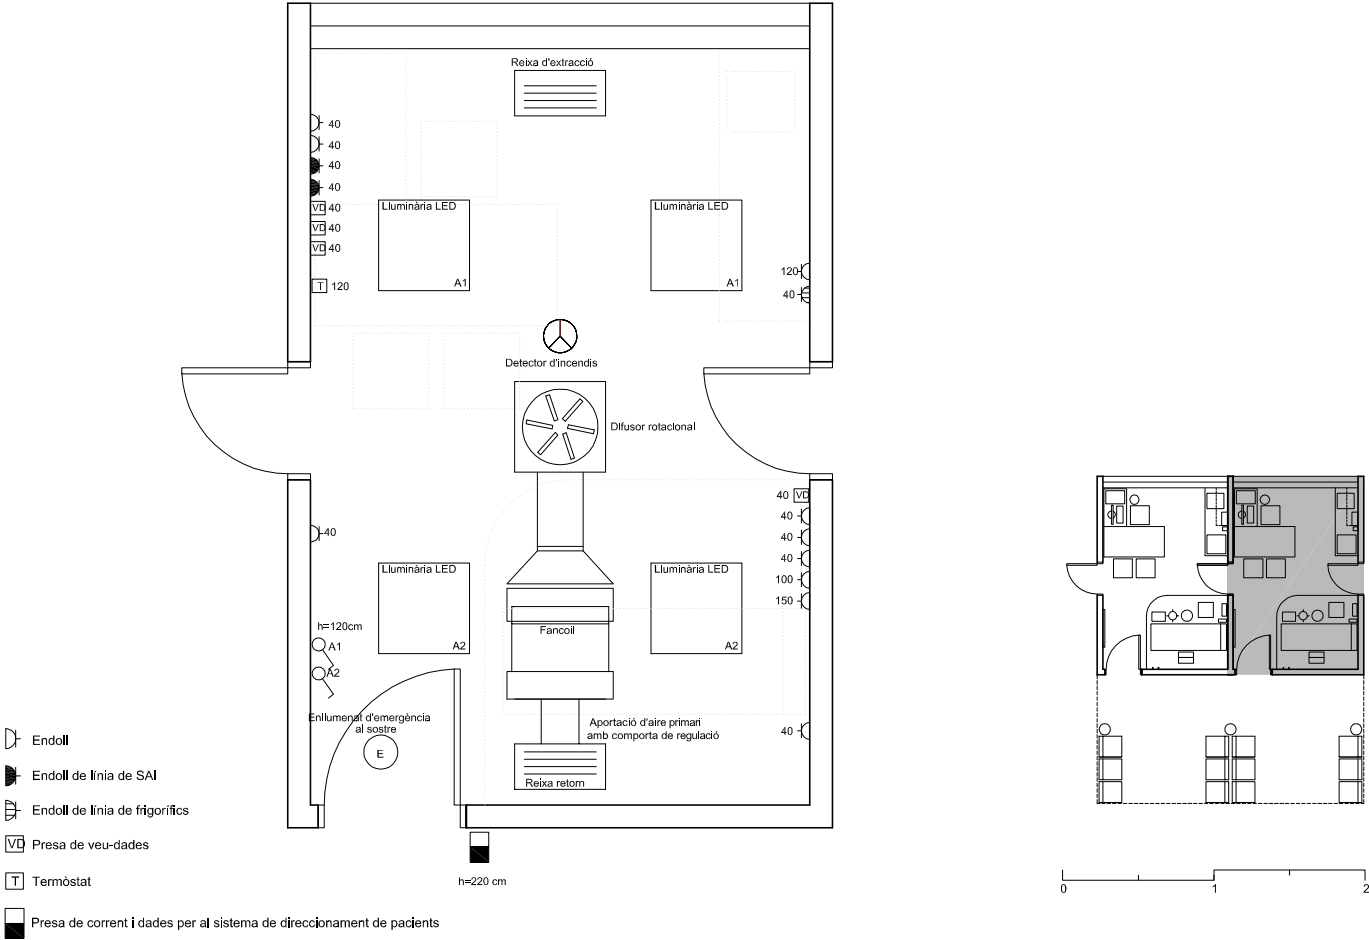 Reixa d'extracció
40
40
40
40
VD 40
VD 40
VD 40
T 120
Lluminària LED
A1
Lluminària LED
A1
120
40
Detector d'incendis
Difusor rotacional
40 VD
40
40
40
100
150
40
Lluminària LED
A2
Lluminària LED
A2
Fancoil
h=120cm
A1
A2
Enllumenat d'emergència
al sostre
E
Aportació d'aire primari
amb comporta de regulació
40
Reixa retorn
h=220 cm
Endoll
Endoll de línia de SAI
Endoll de línia de frigorífics
VD Presa de veu-dades
T Termòstat
Presa de corrent i dades per al sistema de direccionament de pacients
0 1 2